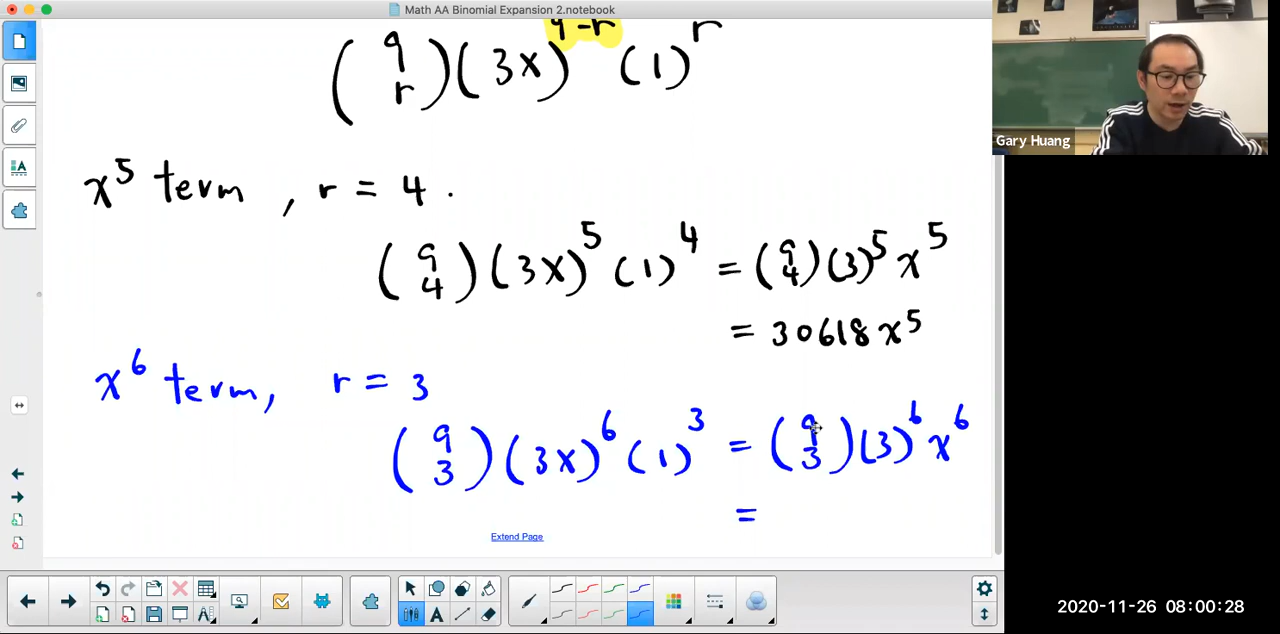 Math AA Binomial Expansion 2.notebook
(9 r)(3x)^9-r (1)^r
Gary Huang
x^5 term, r = 4.
(9 4)(3x)^5 (1)^4 = (9 4)(3)^5 x^5
= 30618 x^5
x^6 term, r = 3
(9 3)(3x)^6 (1)^3 = (9 3)(3)^6 x^6
=
Extend Page
2020-11-26 08:00:28